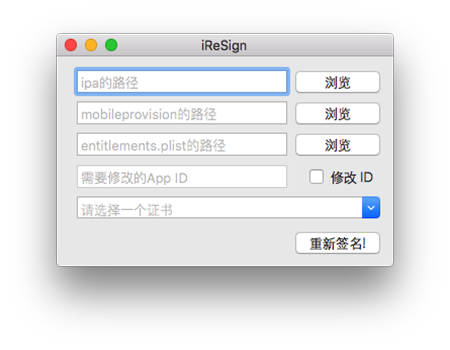 iReSign
ipa的路径 浏览
mobileprovision的路径 浏览
entitlements.plist的路径 浏览
需要修改的App ID 修改 ID
请选择一个证书
重新签名!